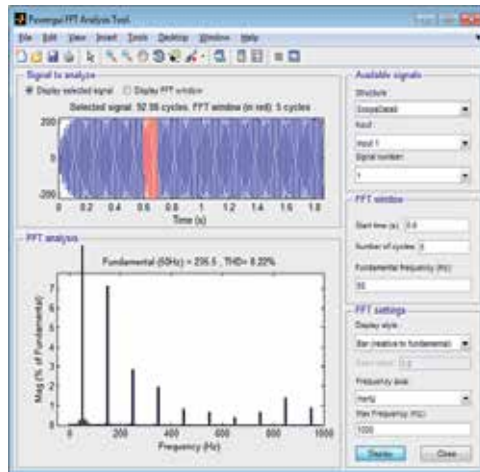 Powergui FFT Analysis Tool.
File Edit View Insert Tools Desktop Window Help
Signal to analyze
Display selected signal Display FFT window
Selected signal: 92.99 cycles. FFT window (in red): 5 cycles
200
0
-200
0 0.2 0.4 0.6 0.8 1 1.2 1.4 1.6 1.8
Time (s)
FFT analysis
Fundamental (50Hz) = 235.5 , THD= 8.22%
7
6
5
4
3
2
1
0
Mag (% of Fundamental)
0 200 400 600 800 1000
Frequency (Hz)
Available signals
Structure :
ScopeData6
Input :
input 1
Signal number:
1
FFT window
Start time (s): 0.6
Number of cycles: 5
Fundamental frequency (Hz):
50
FFT settings
Display style :
Bar (relative to fundamental)
Frequency axis:
Hertz
Max Frequency (Hz):
1000
Display Close